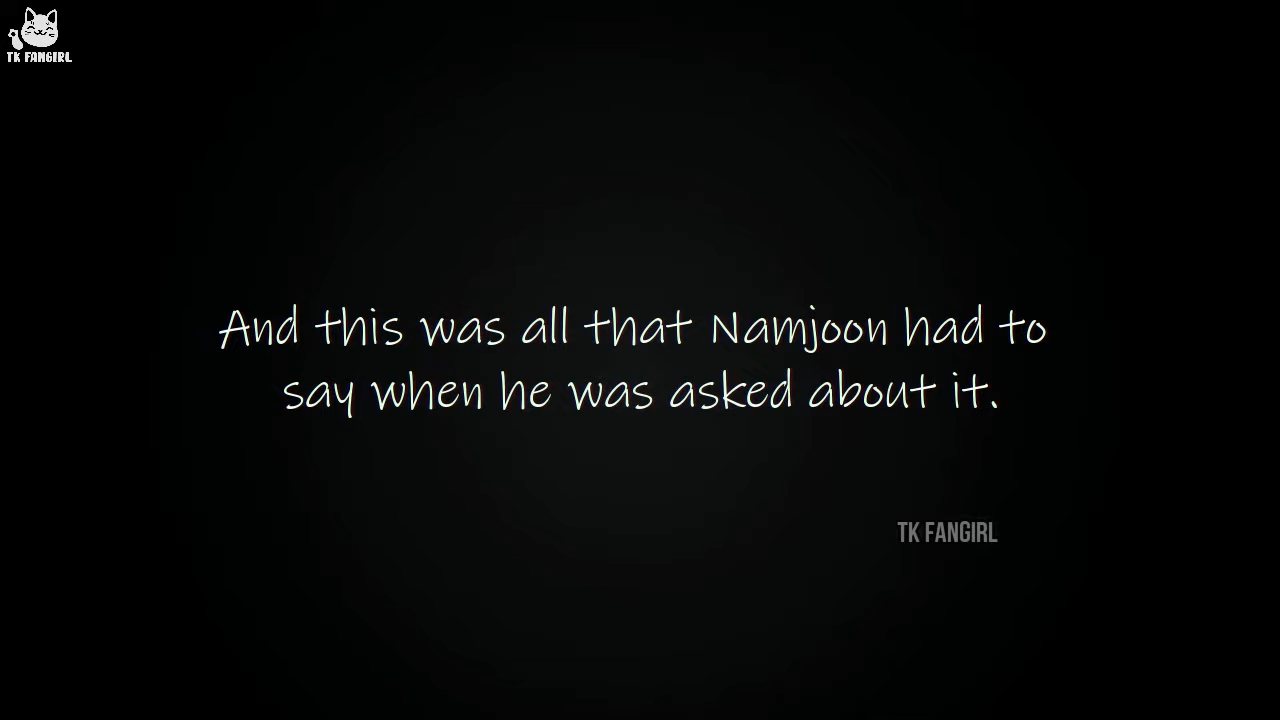 TK FANGIRL
And this was all that Namjoon had to
say when he was asked about it.
TK FANGIRL